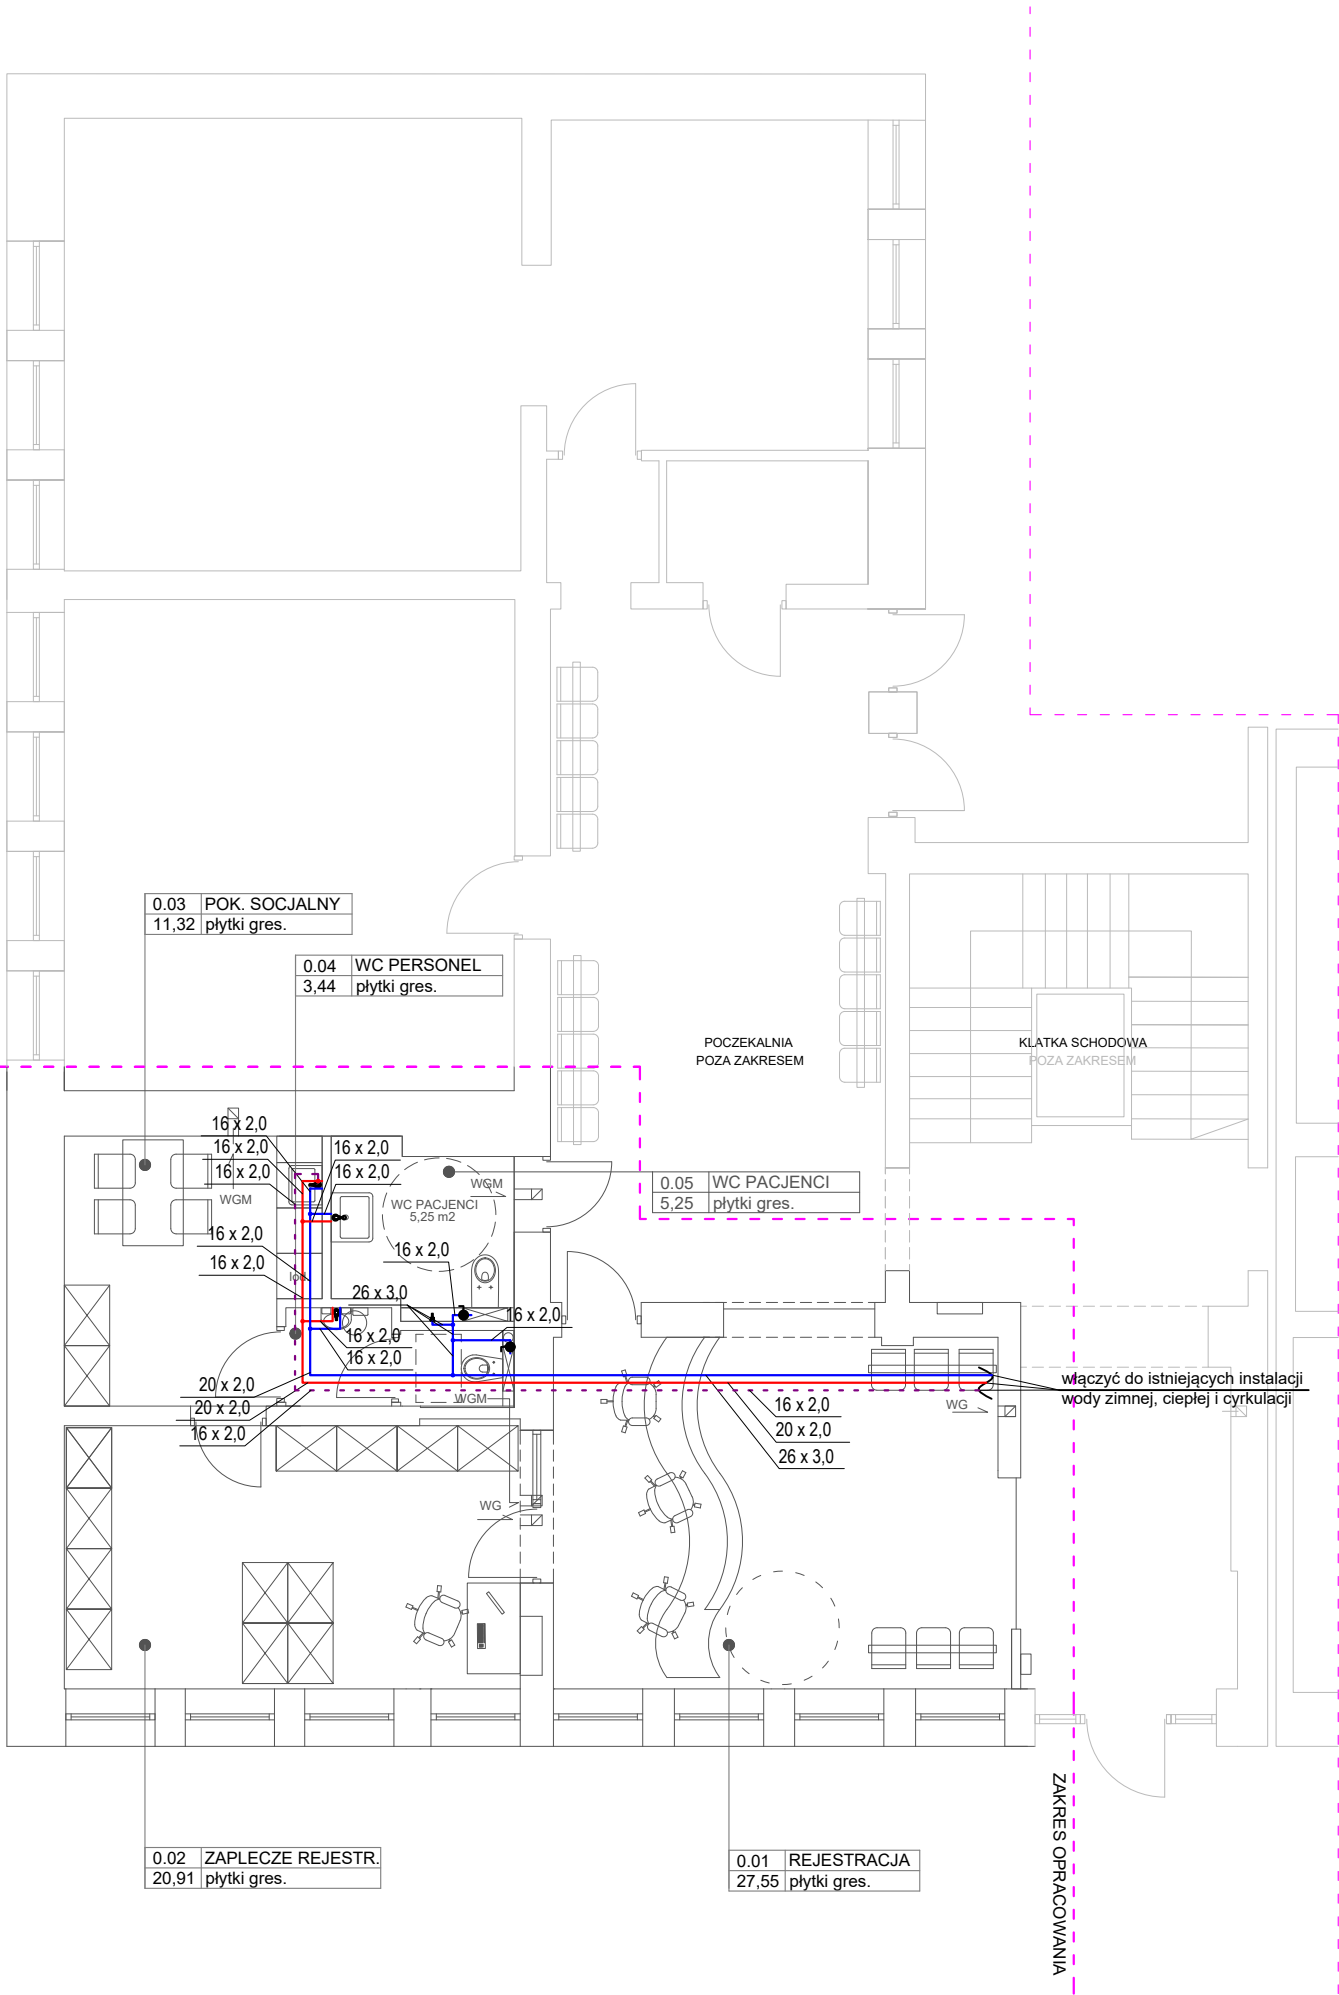 0.03 POK. SOCJALNY
11,32 płytki gres.
0.04 WC PERSONEL
3,44 płytki gres.
POCZEKALNIA
POZA ZAKRESEM
KLATKA SCHODOWA
POZA ZAKRESEM
16 x 2,0
16 x 2,0
16 x 2,0
16 x 2,0
16 x 2,0
WGM
WGM
WC PACJENCI
5,25 m2
0.05 WC PACJENCI
5,25 płytki gres.
16 x 2,0
16 x 2,0
16 x 2,0
lod
26 x 3,0
16 x 2,0
16 x 2,0
16 x 2,0
20 x 2,0
20 x 2,0
16 x 2,0
WGM
włączyć do istniejących instalacji
wody zimnej, ciepłej i cyrkulacji
16 x 2,0
20 x 2,0
26 x 3,0
WG
WG
ZAKRES OPRACOWANIA
0.02 ZAPLECZE REJESTR.
20,91 płytki gres.
0.01 REJESTRACJA
27,55 płytki gres.